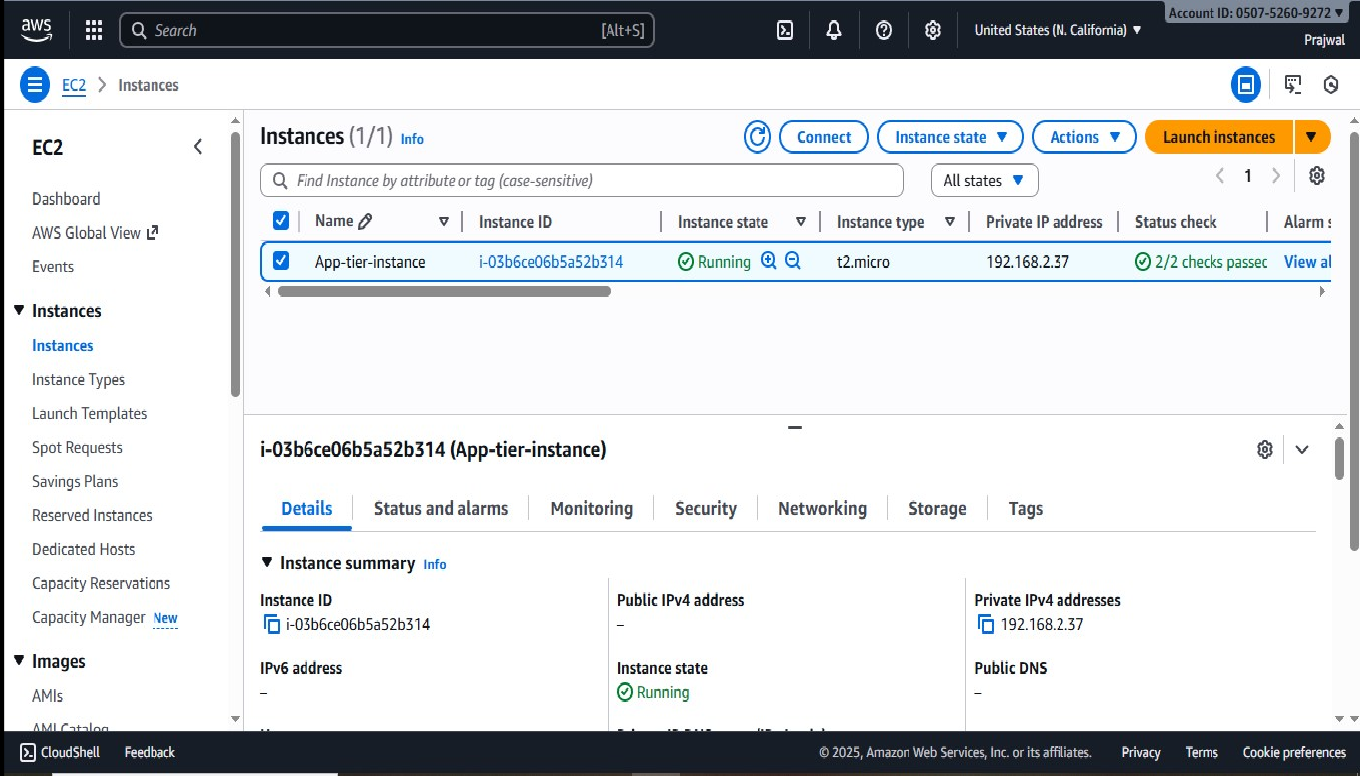 aws
Search [Alt+S]
United States (N. California)
Account ID: 0507-5260-9272
Prajwal
EC2 Instances
EC2
Dashboard
AWS Global View
Events
Instances
Instances
Instance Types
Launch Templates
Spot Requests
Savings Plans
Reserved Instances
Dedicated Hosts
Capacity Reservations
Capacity Manager New
Images
AMIs
AMI Catalog
Instances (1/1) Info
Connect Instance state Actions Launch instances
Find Instance by attribute or tag (case-sensitive) All states 1
Name Instance ID Instance state Instance type Private IP address Status check Alarm s
App-tier-instance i-03b6ce06b5a52b314 Running t2.micro 192.168.2.37 2/2 checks passec View al
i-03b6ce06b5a52b314 (App-tier-instance)
Details Status and alarms Monitoring Security Networking Storage Tags
Instance summary Info
Instance ID Public IPv4 address Private IPv4 addresses
i-03b6ce06b5a52b314 – 192.168.2.37
IPv6 address Instance state Public DNS
– Running –
CloudShell Feedback © 2025, Amazon Web Services, Inc. or its affiliates. Privacy Terms Cookie preferences